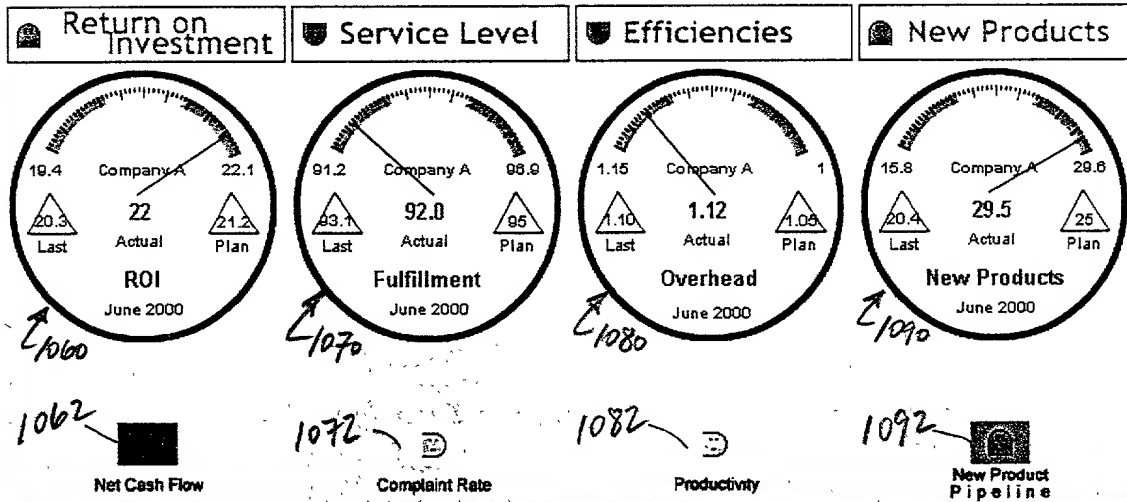 Return on
Investment
Service Level
Efficiencies
New Products
19.4 Company A 22.1
20.3 22 21.2
Last Actual Plan
ROI
June 2000
1060
91.2 Company A 96.9
93.1 92.0 95
Last Actual Plan
Fulfillment
June 2000
1070
1.15 Company A 1
1.10 1.12 1.05
Last Actual Plan
Overhead
June 2000
1080
15.8 Company A 29.6
20.4 29.5 25
Last Actual Plan
New Products
June 2000
1090
1062
Net Cash Flow
1072
Complaint Rate
1082
Productivity
1092
New Product
Pipeline